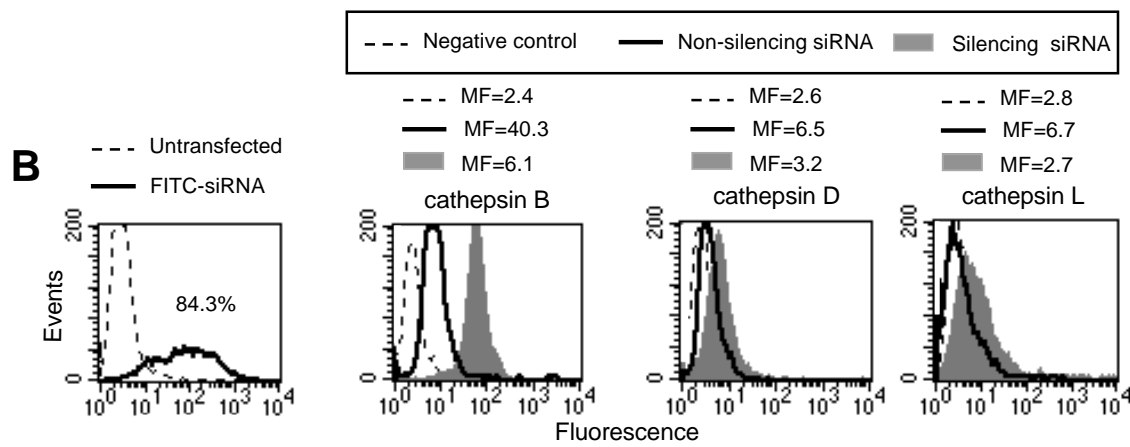 Negative control Non-silencing siRNA Silencing siRNA
B
Untransfected
FITC-siRNA
84.3%
Events
200
0
10^0 10^1 10^2 10^3 10^4
MF=2.4
MF=40.3
MF=6.1
cathepsin B
200
0
10^0 10^1 10^2 10^3 10^4
MF=2.6
MF=6.5
MF=3.2
cathepsin D
200
0
10^0 10^1 10^2 10^3 10^4
MF=2.8
MF=6.7
MF=2.7
cathepsin L
200
0
10^0 10^1 10^2 10^3 10^4
Fluorescence